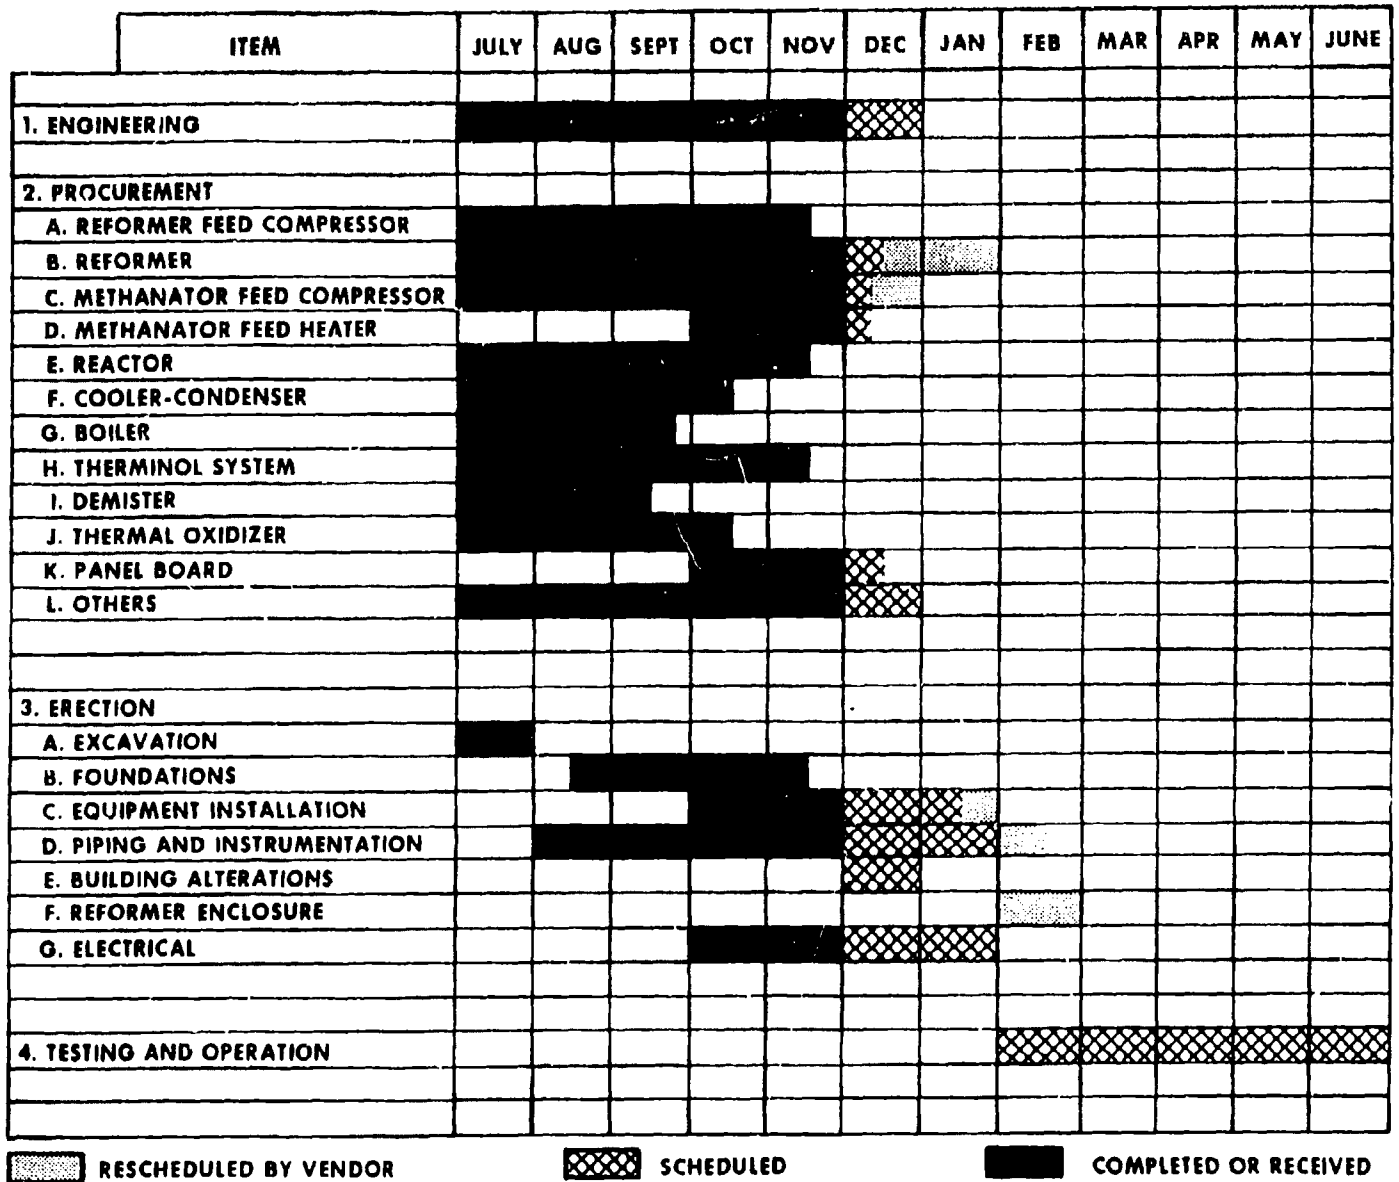 ITEM JULY AUG SEPT OCT NOV DEC JAN FEB MAR APR MAY JUNE
1. ENGINEERING
2. PROCUREMENT
A. REFORMER FEED COMPRESSOR
B. REFORMER
C. METHANATOR FEED COMPRESSOR
D. METHANATOR FEED HEATER
E. REACTOR
F. COOLER-CONDENSER
G. BOILER
H. THERMINOL SYSTEM
I. DEMISTER
J. THERMAL OXIDIZER
K. PANEL BOARD
L. OTHERS
3. ERECTION
A. EXCAVATION
B. FOUNDATIONS
C. EQUIPMENT INSTALLATION
D. PIPING AND INSTRUMENTATION
E. BUILDING ALTERATIONS
F. REFORMER ENCLOSURE
G. ELECTRICAL
4. TESTING AND OPERATION
RESCHEDULED BY VENDOR SCHEDULED COMPLETED OR RECEIVED